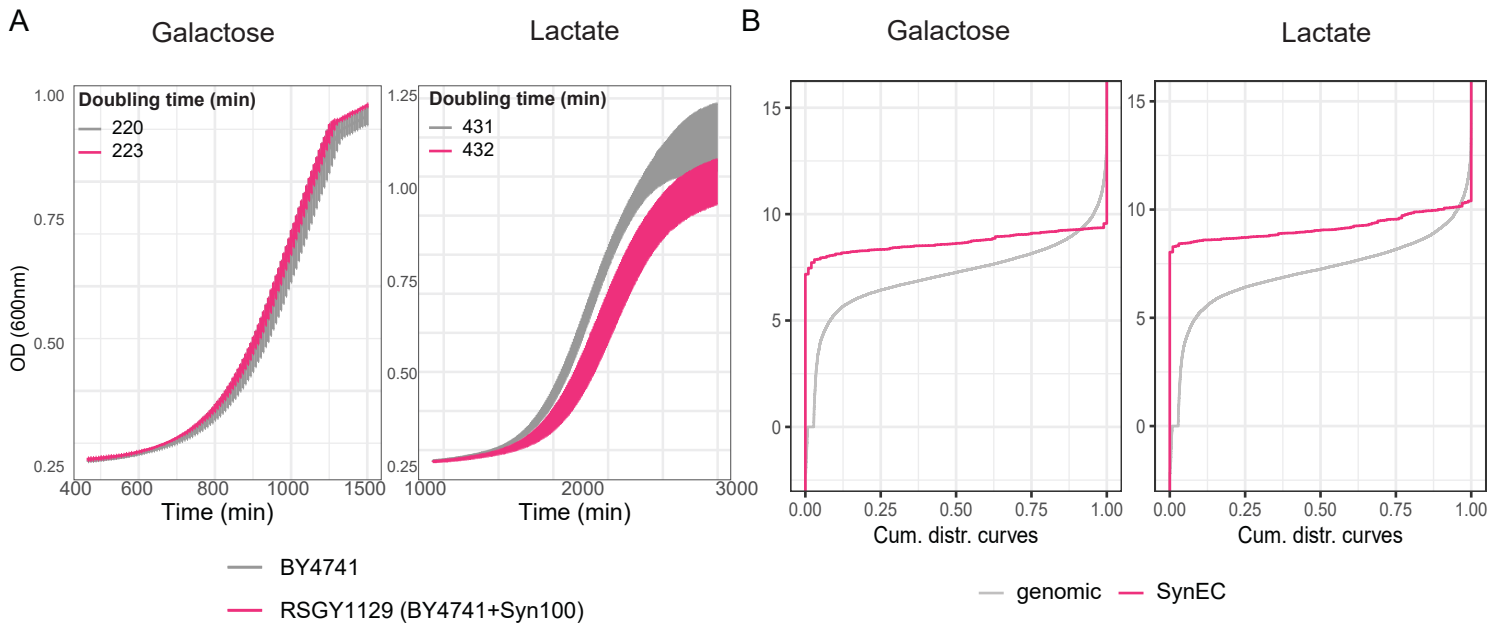 A
Galactose
Lactate
B
Galactose
Lactate
Doubling time (min)
220
223
Doubling time (min)
431
432
OD (600nm)
1.00
0.75
0.50
0.25
400 600 800 1000 1500
Time (min)
1.25
1.00
0.75
0.50
0.25
1000 2000 3000
Time (min)
15
10
5
0
0.00 0.25 0.50 0.75 1.00
Cum. distr. curves
15
10
5
0
0.00 0.25 0.50 0.75 1.00
Cum. distr. curves
BY4741
RSGY1129 (BY4741+Syn100)
genomic SynEC